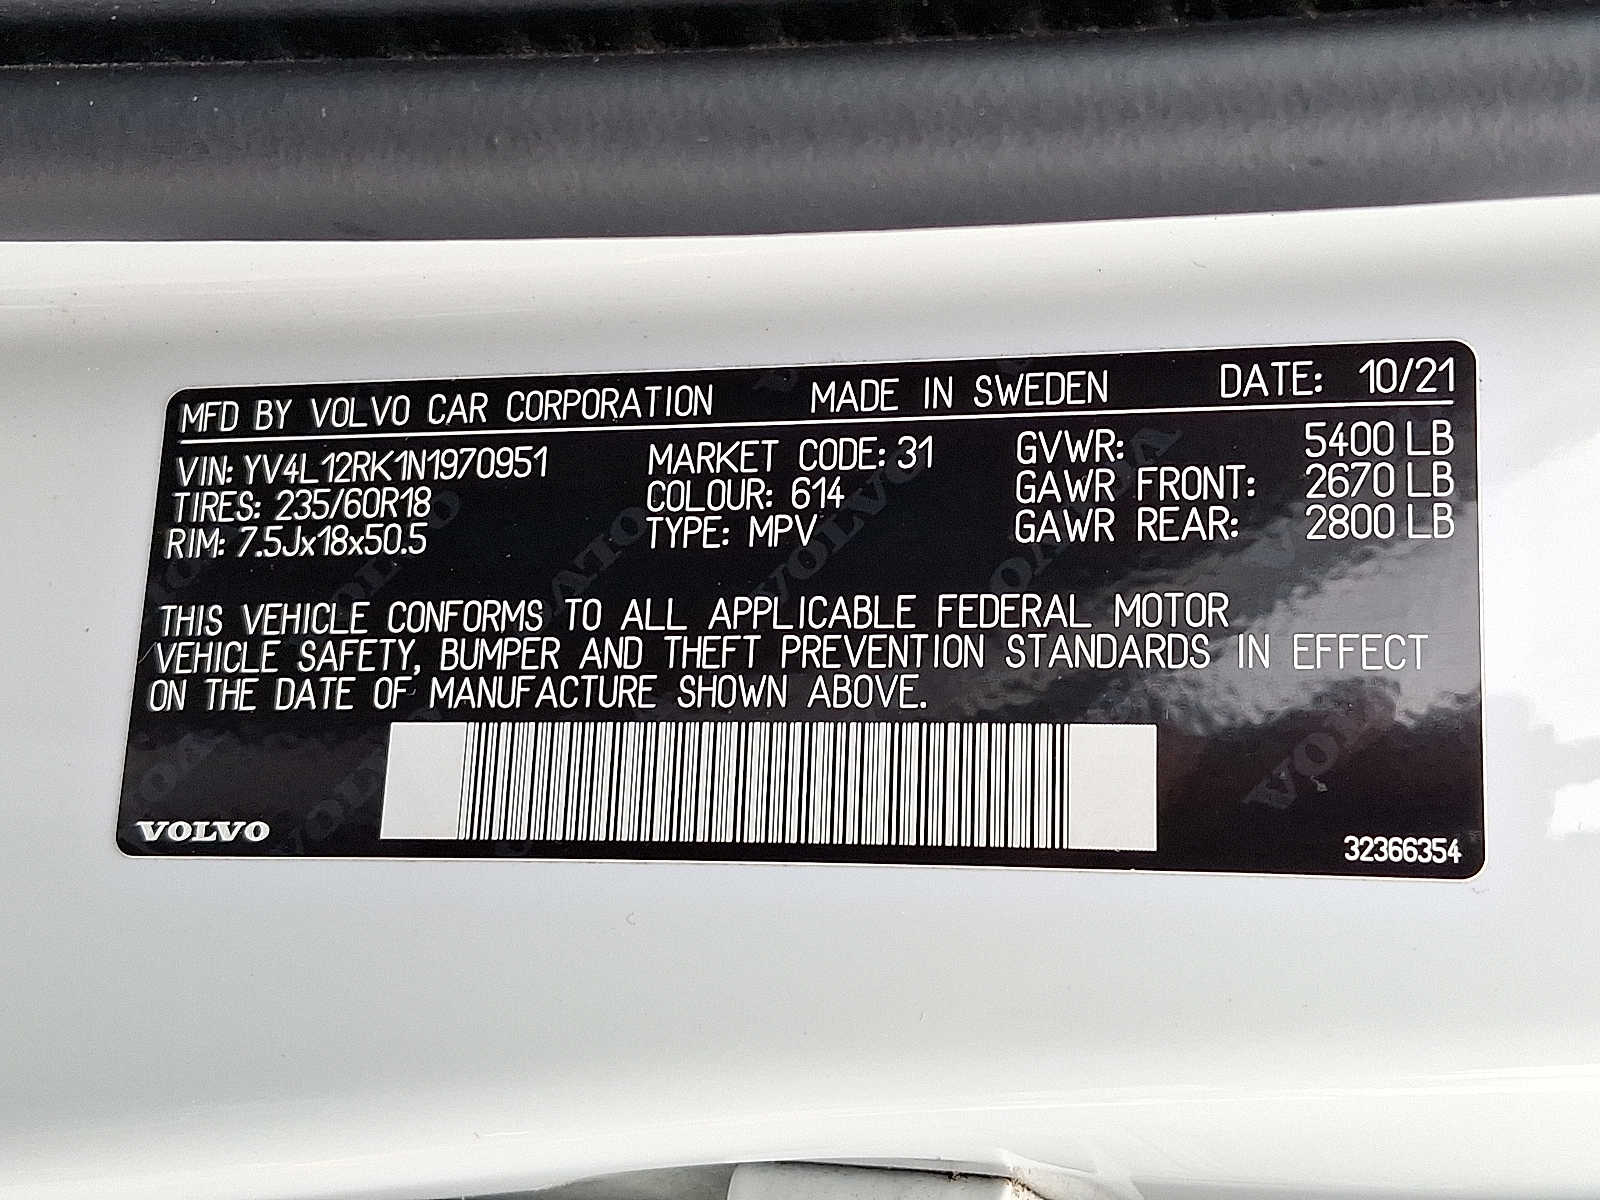 MFD BY VOLVO CAR CORPORATION MADE IN SWEDEN DATE: 10/21
VIN: YV4L12RK1N1970951 MARKET CODE: 31 GVWR: 5400 LB
TIRES: 235/60R18 COLOUR: 614 GAWR FRONT: 2670 LB
RIM: 7.5Jx18x50.5 TYPE: MPV GAWR REAR: 2800 LB
THIS VEHICLE CONFORMS TO ALL APPLICABLE FEDERAL MOTOR
VEHICLE SAFETY, BUMPER AND THEFT PREVENTION STANDARDS IN EFFECT
ON THE DATE OF MANUFACTURE SHOWN ABOVE.
VOLVO
32366354